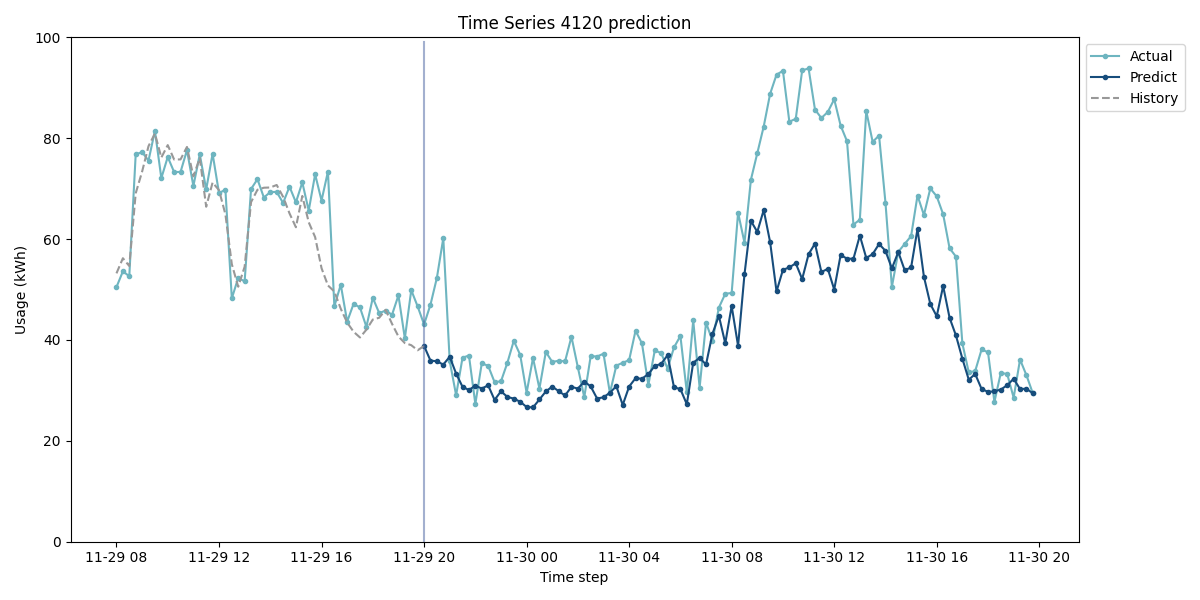 Time Series 4120 prediction
Usage (kWh)
100
80
60
40
20
0
11-29 08
11-29 12
11-29 16
11-29 20
11-30 00
11-30 04
11-30 08
11-30 12
11-30 16
11-30 20
Time step
Actual
Predict
History